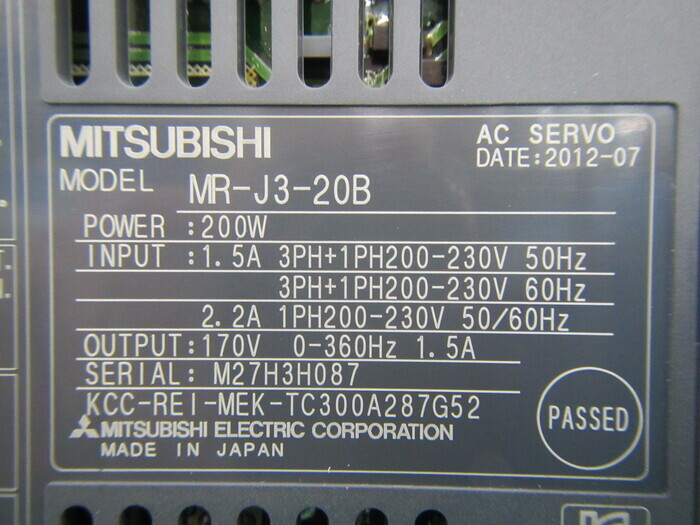 MITSUBISHI
AC SERVO
DATE:2012-07
MODEL MR-J3-20B
POWER :200W
INPUT :1.5A 3PH+1PH200-230V 50Hz
3PH+1PH200-230V 60Hz
2.2A 1PH200-230V 50/60Hz
OUTPUT:170V 0-360Hz 1.5A
SERIAL: M27H3H087
KCC-REI-MEK-TC300A287G52
MITSUBISHI ELECTRIC CORPORATION
MADE IN JAPAN
PASSED